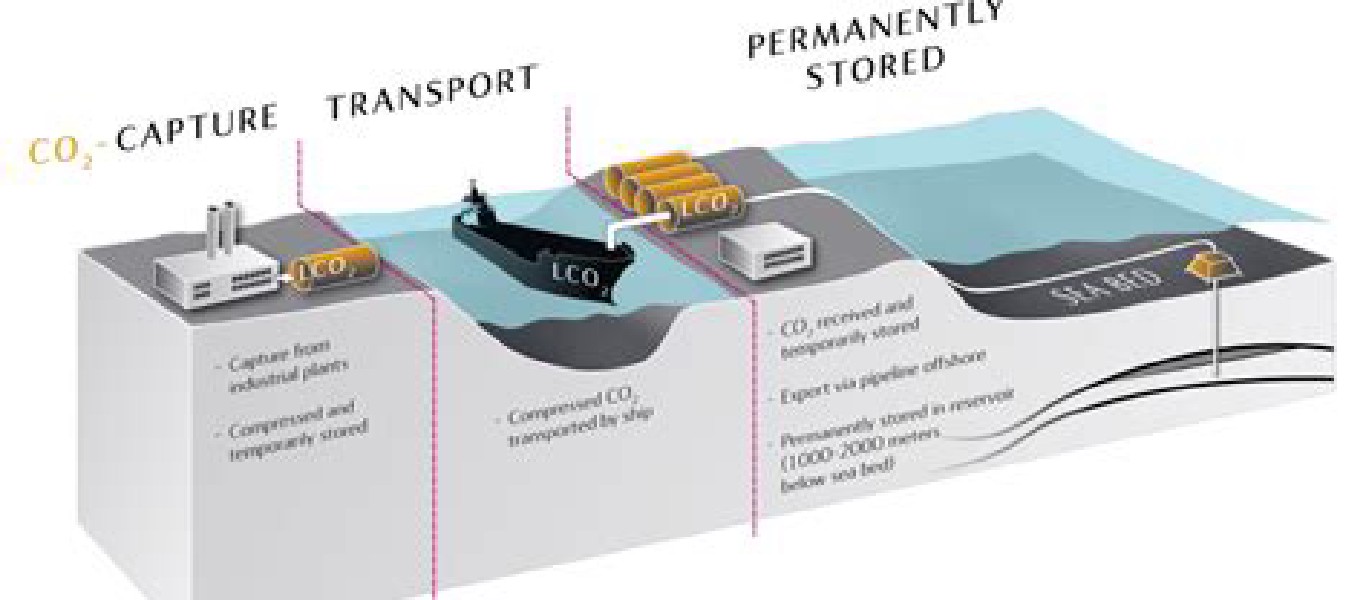 CO₂-CAPTURE
TRANSPORT
PERMANENTLY
STORED
LCO₂
LCO₂
LCO₂
SEA BED
- Capture from
industrial plants
- Compressed and
temporarily stored
- Compressed CO₂
transported by ship
- CO₂ received and
temporarily stored
- Export via pipeline offshore
- Permanently stored in reservoir
(1000-2000 meters
below sea bed)